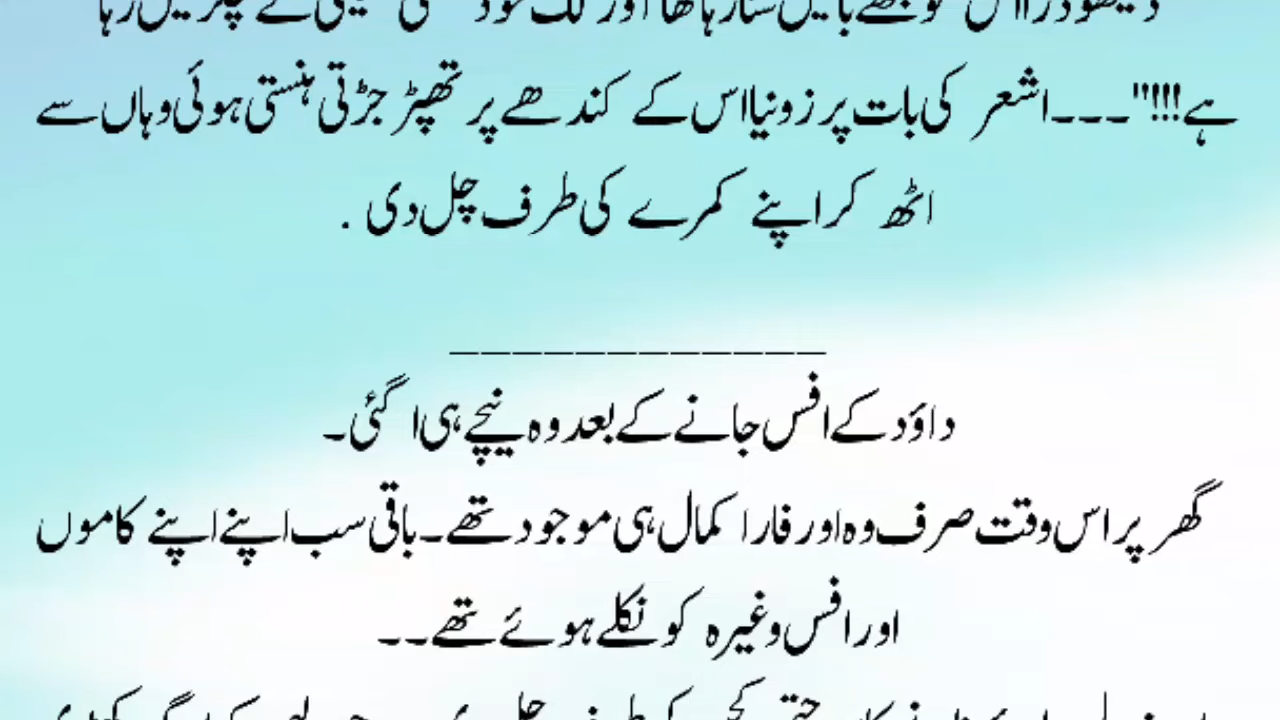 ہے!!!"۔۔۔اشعر کی بات پر زونیا اس کے کندھے پر تھپڑ جڑتی ہنستی ہوئی وہاں سے
اٹھ کر اپنے کمرے کی طرف چل دی .
____________
داؤد کے افس جانے کے بعد وہ نیچے ہی ا گئی۔
گھر پر اس وقت صرف وہ اور فارا کمال ہی موجود تھے۔باقی سب اپنے اپنے کاموں
اور افس وغیرہ کو نکلے ہوئے تھے۔۔